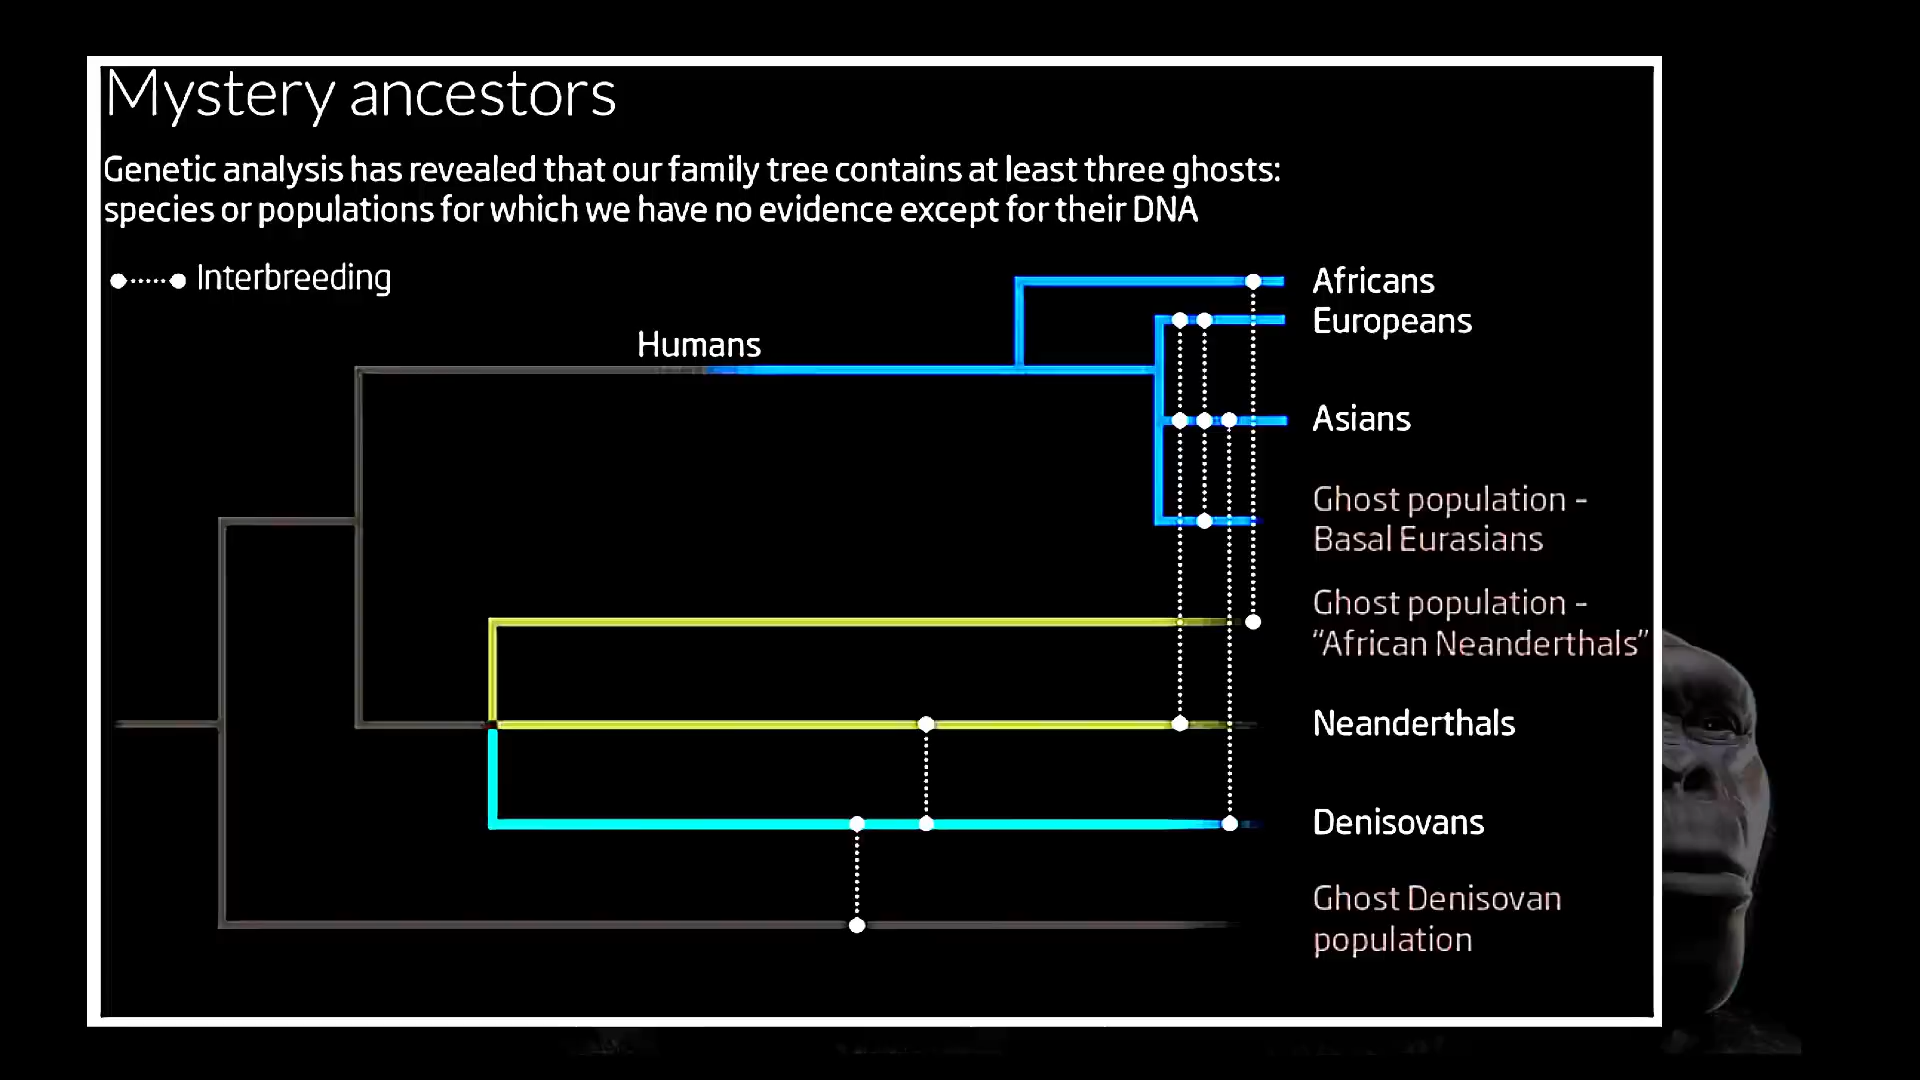 Mystery ancestors
Genetic analysis has revealed that our family tree contains at least three ghosts:
species or populations for which we have no evidence except for their DNA
Interbreeding
Humans
Africans
Europeans
Asians
Ghost population –
Basal Eurasians
Ghost population –
“African Neanderthals”
Neanderthals
Denisovans
Ghost Denisovan
population